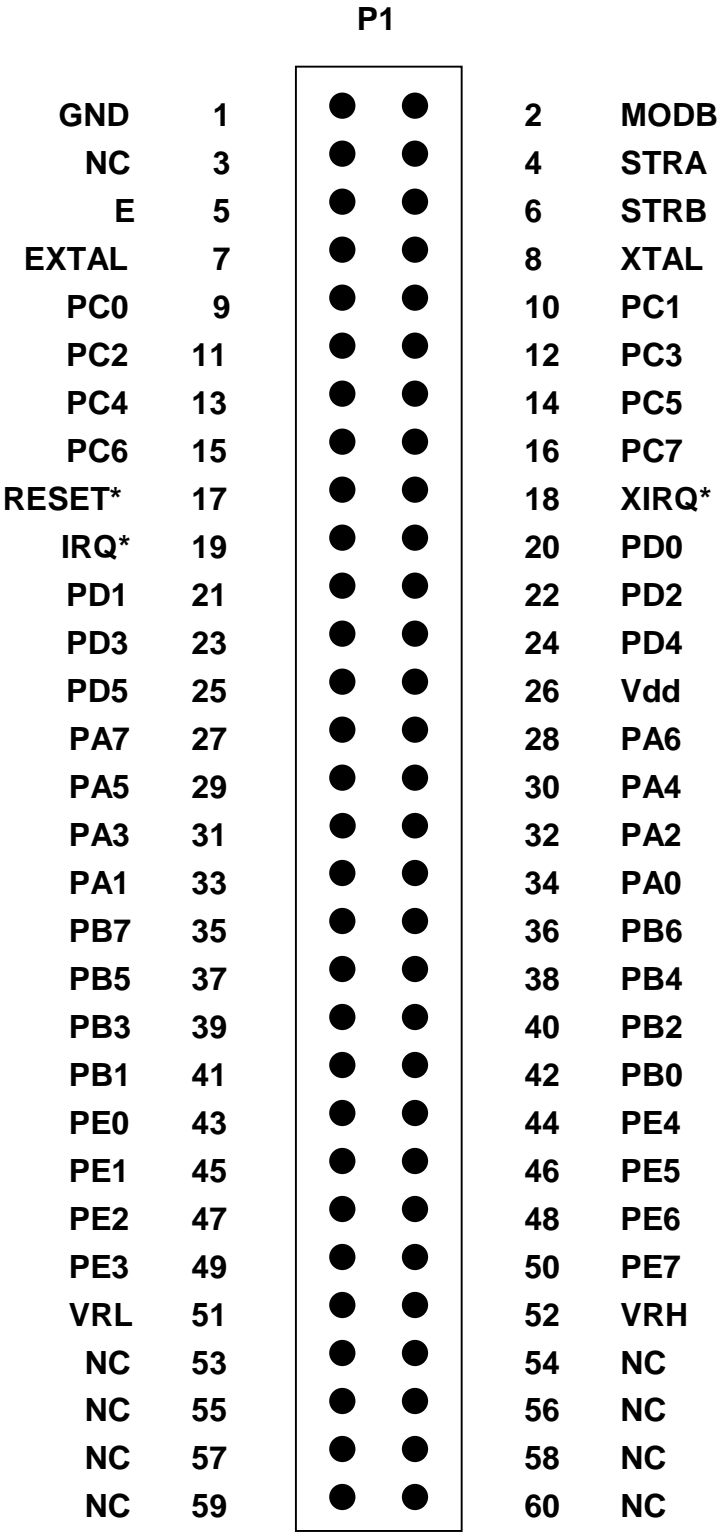 P1
GND 1 2 MODB
NC 3 4 STRA
E 5 6 STRB
EXTAL 7 8 XTAL
PC0 9 10 PC1
PC2 11 12 PC3
PC4 13 14 PC5
PC6 15 16 PC7
RESET* 17 18 XIRQ*
IRQ* 19 20 PD0
PD1 21 22 PD2
PD3 23 24 PD4
PD5 25 26 Vdd
PA7 27 28 PA6
PA5 29 30 PA4
PA3 31 32 PA2
PA1 33 34 PA0
PB7 35 36 PB6
PB5 37 38 PB4
PB3 39 40 PB2
PB1 41 42 PB0
PE0 43 44 PE4
PE1 45 46 PE5
PE2 47 48 PE6
PE3 49 50 PE7
VRL 51 52 VRH
NC 53 54 NC
NC 55 56 NC
NC 57 58 NC
NC 59 60 NC